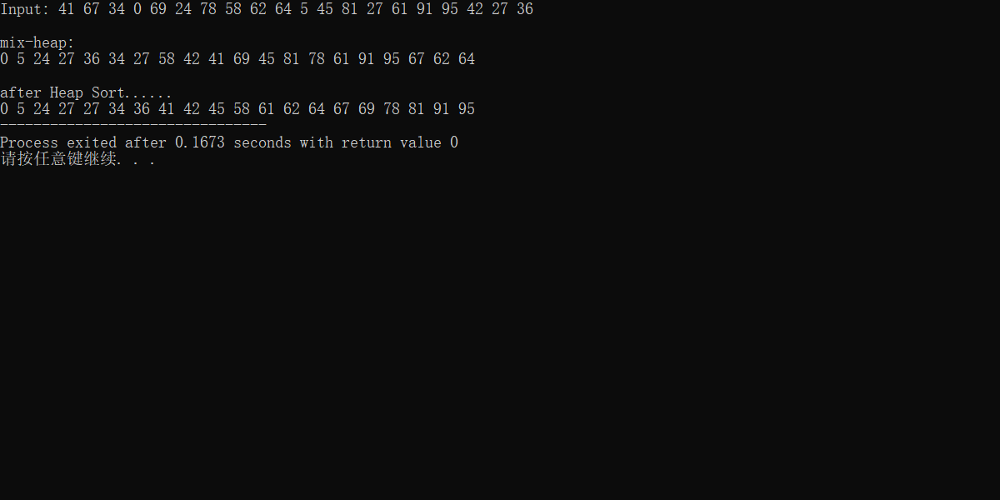 Input: 41 67 34 0 69 24 78 58 62 64 5 45 81 27 61 91 95 42 27 36
mix-heap:
0 5 24 27 36 34 27 58 42 41 69 45 81 78 61 91 95 67 62 64
after Heap Sort......
0 5 24 27 27 34 36 41 42 45 58 61 62 64 67 69 78 81 91 95
--------------------------------
Process exited after 0.1673 seconds with return value 0
请按任意键继续. . .